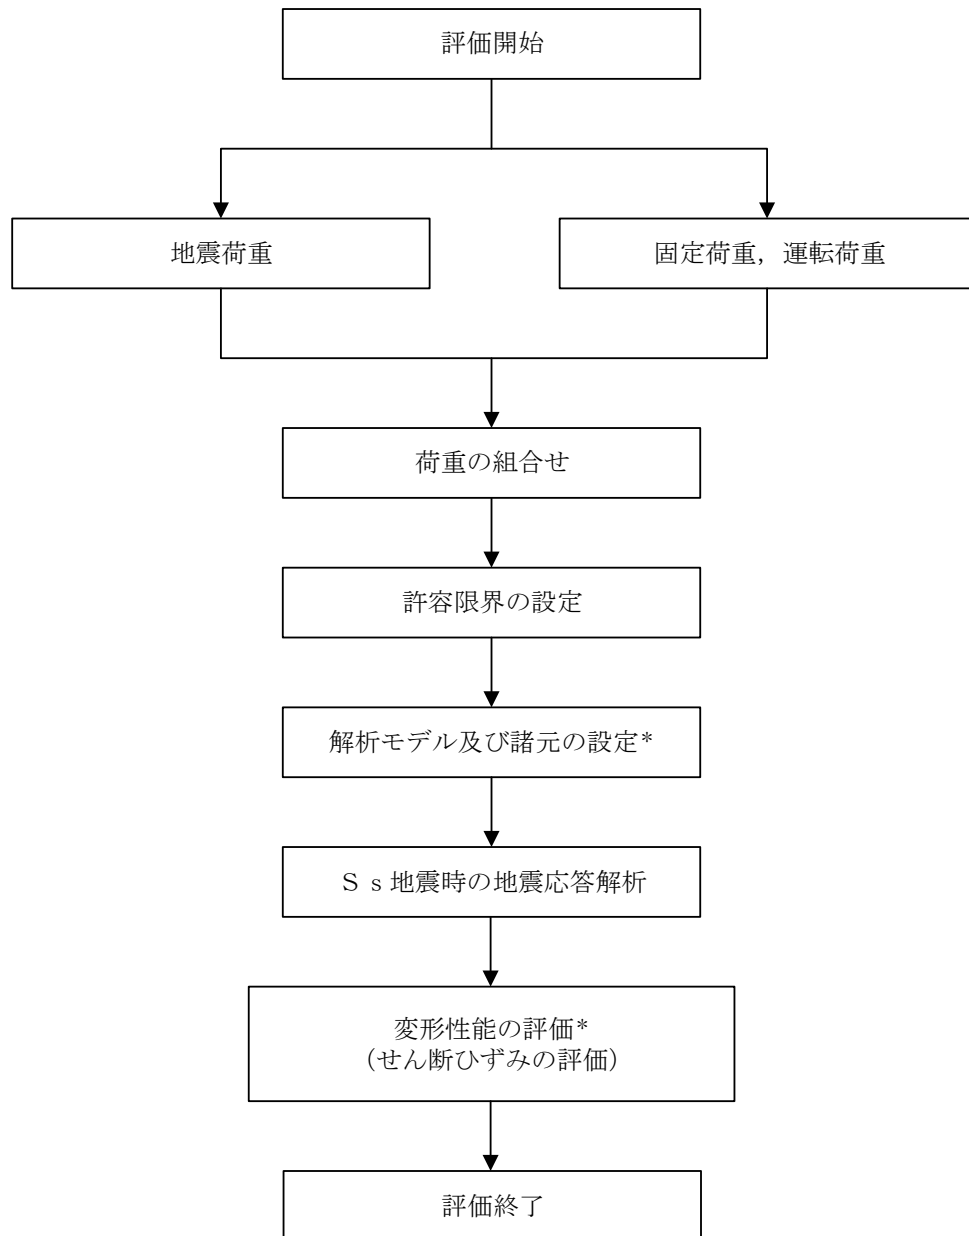 評価開始
地震荷重
固定荷重，運転荷重
荷重の組合せ
許容限界の設定
解析モデル及び諸元の設定*
Ｓｓ地震時の地震応答解析
変形性能の評価*
（せん断ひずみの評価）
評価終了